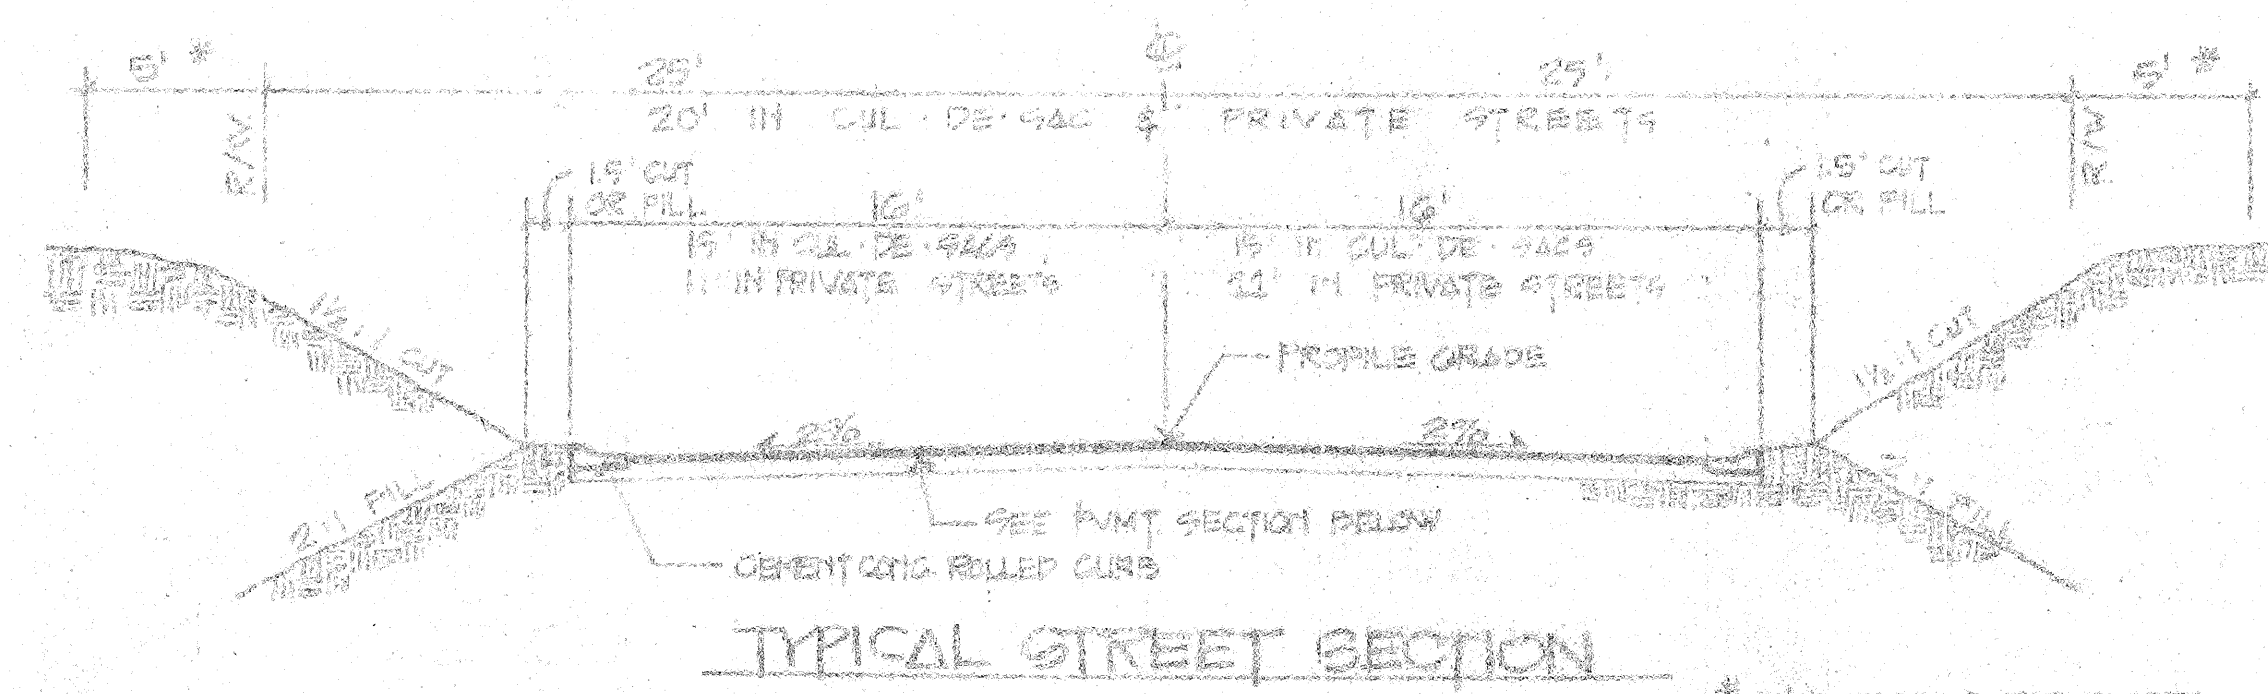 5' *
25'
℄
25'
5' *
20' IN CUL·DE·SAC & PRIVATE STREETS
R/W
R/W
1.5' CUT
OR FILL
16'
16'
1.5' CUT
OR FILL
15' IN CUL·DE·SACS
11' IN PRIVATE STREETS
15' IN CUL·DE·SACS
11' IN PRIVATE STREETS
1½:1 CUT
1½:1 CUT
PROFILE GRADE
2%
2%
2:1 FILL
2:1 FILL
SEE PVMT. SECTION BELOW
CEMENT CONC. ROLLED CURB
TYPICAL STREET SECTION
*